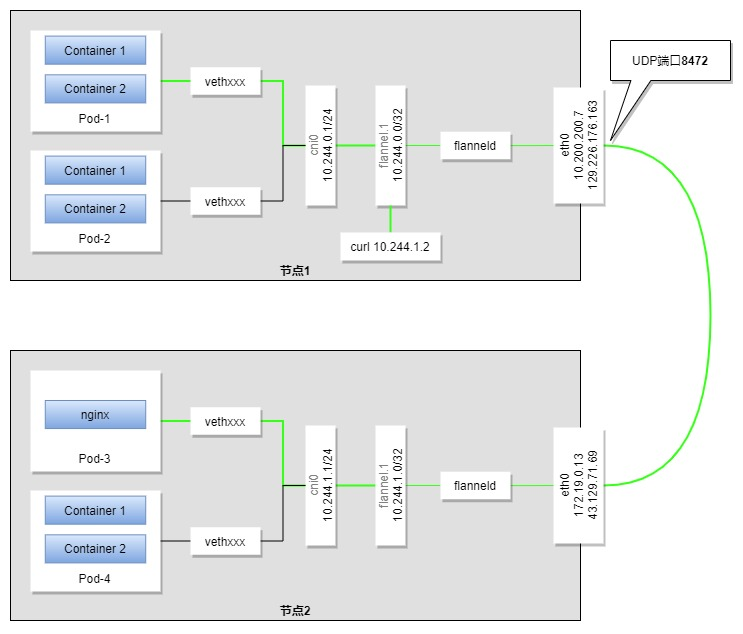 Container 1
Container 2
Pod-1
vethxxx
Container 1
Container 2
Pod-2
vethxxx
cni0
10.244.0.1/24
flannel.1
10.244.0.0/32
flanneld
eth0
10.200.200.7
129.226.176.163
UDP端口8472
curl 10.244.1.2
节点1
nginx
Pod-3
vethxxx
Container 1
Container 2
Pod-4
vethxxx
cni0
10.244.1.1/24
flannel.1
10.244.1.0/32
flanneld
eth0
172.19.0.13
43.129.71.69
节点2